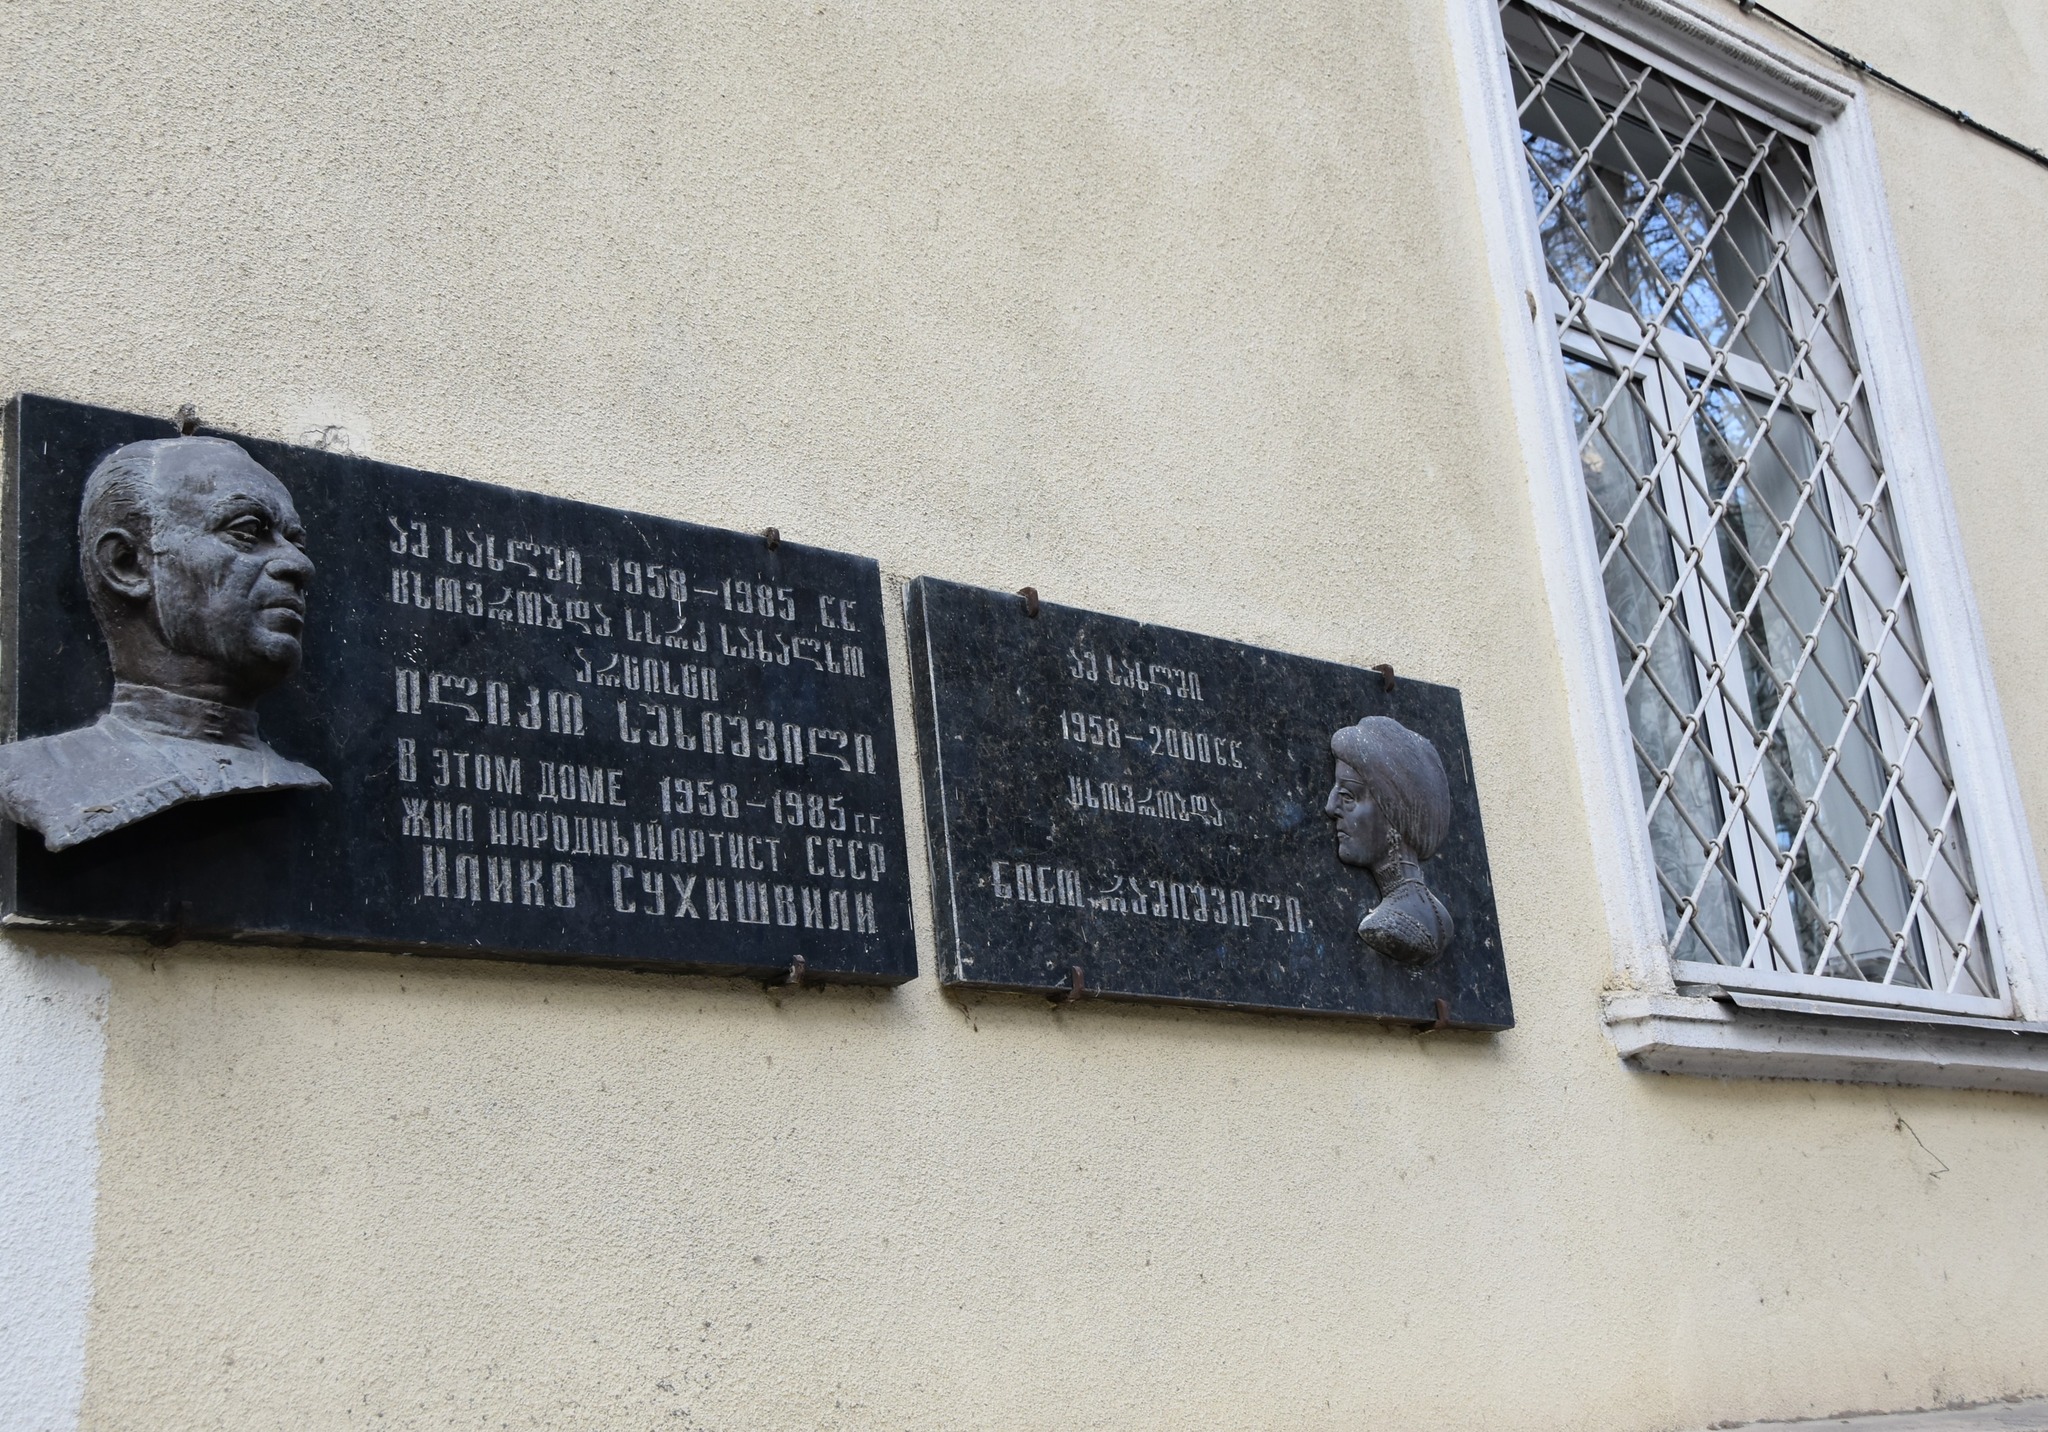 ამ სახლში 1958–1985 წ.წ.
ცხოვრობდა სსრკ სახალხო
არტისტი
ილიკო სუხიშვილი
В ЭТОМ ДОМЕ 1958–1985 г.г.
ЖИЛ НАРОДНЫЙ АРТИСТ СССР
ИЛИКО СУХИШВИЛИ
ამ სახლში
1958–2000 წ.წ.
ცხოვრობდა
ნინო რამიშვილი